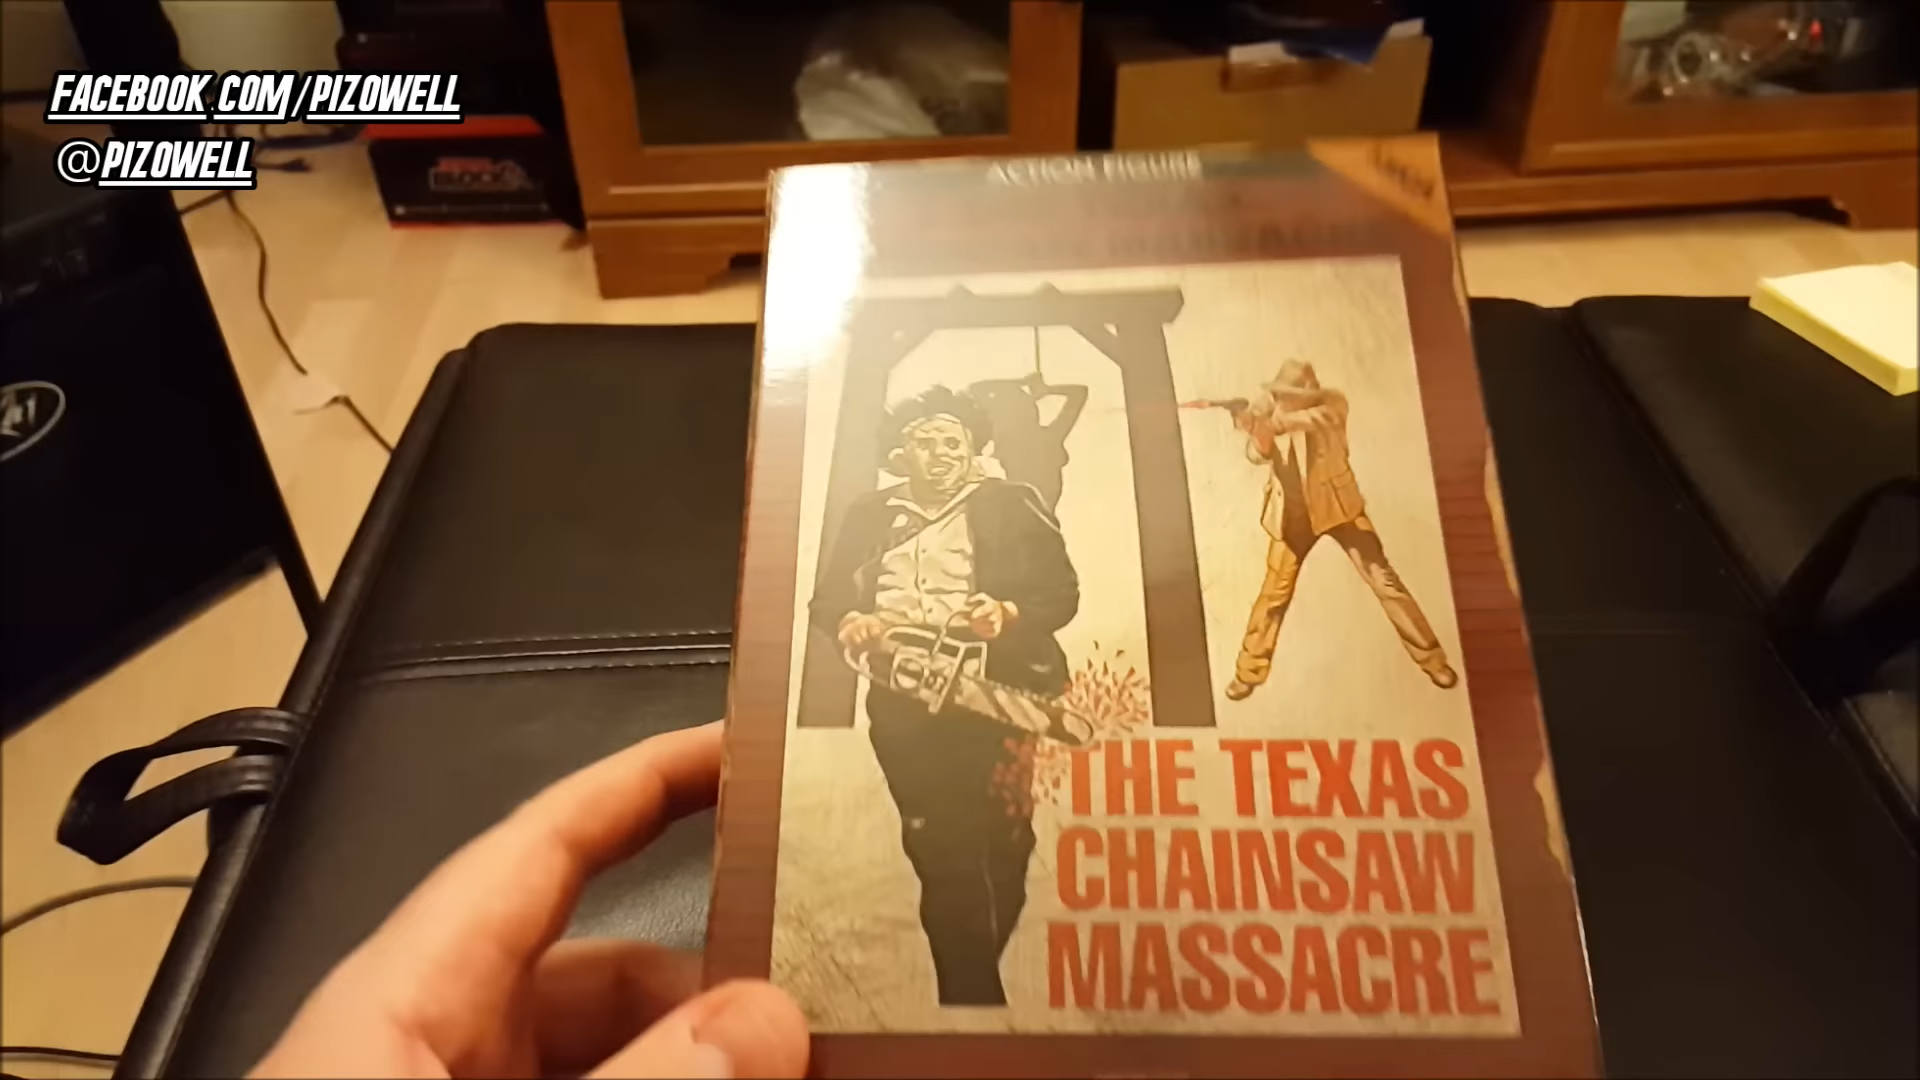 FACEBOOK.COM/PIZOWELL
@PIZOWELL
ACTION FIGURE
THE TEXAS
CHAINSAW
MASSACRE